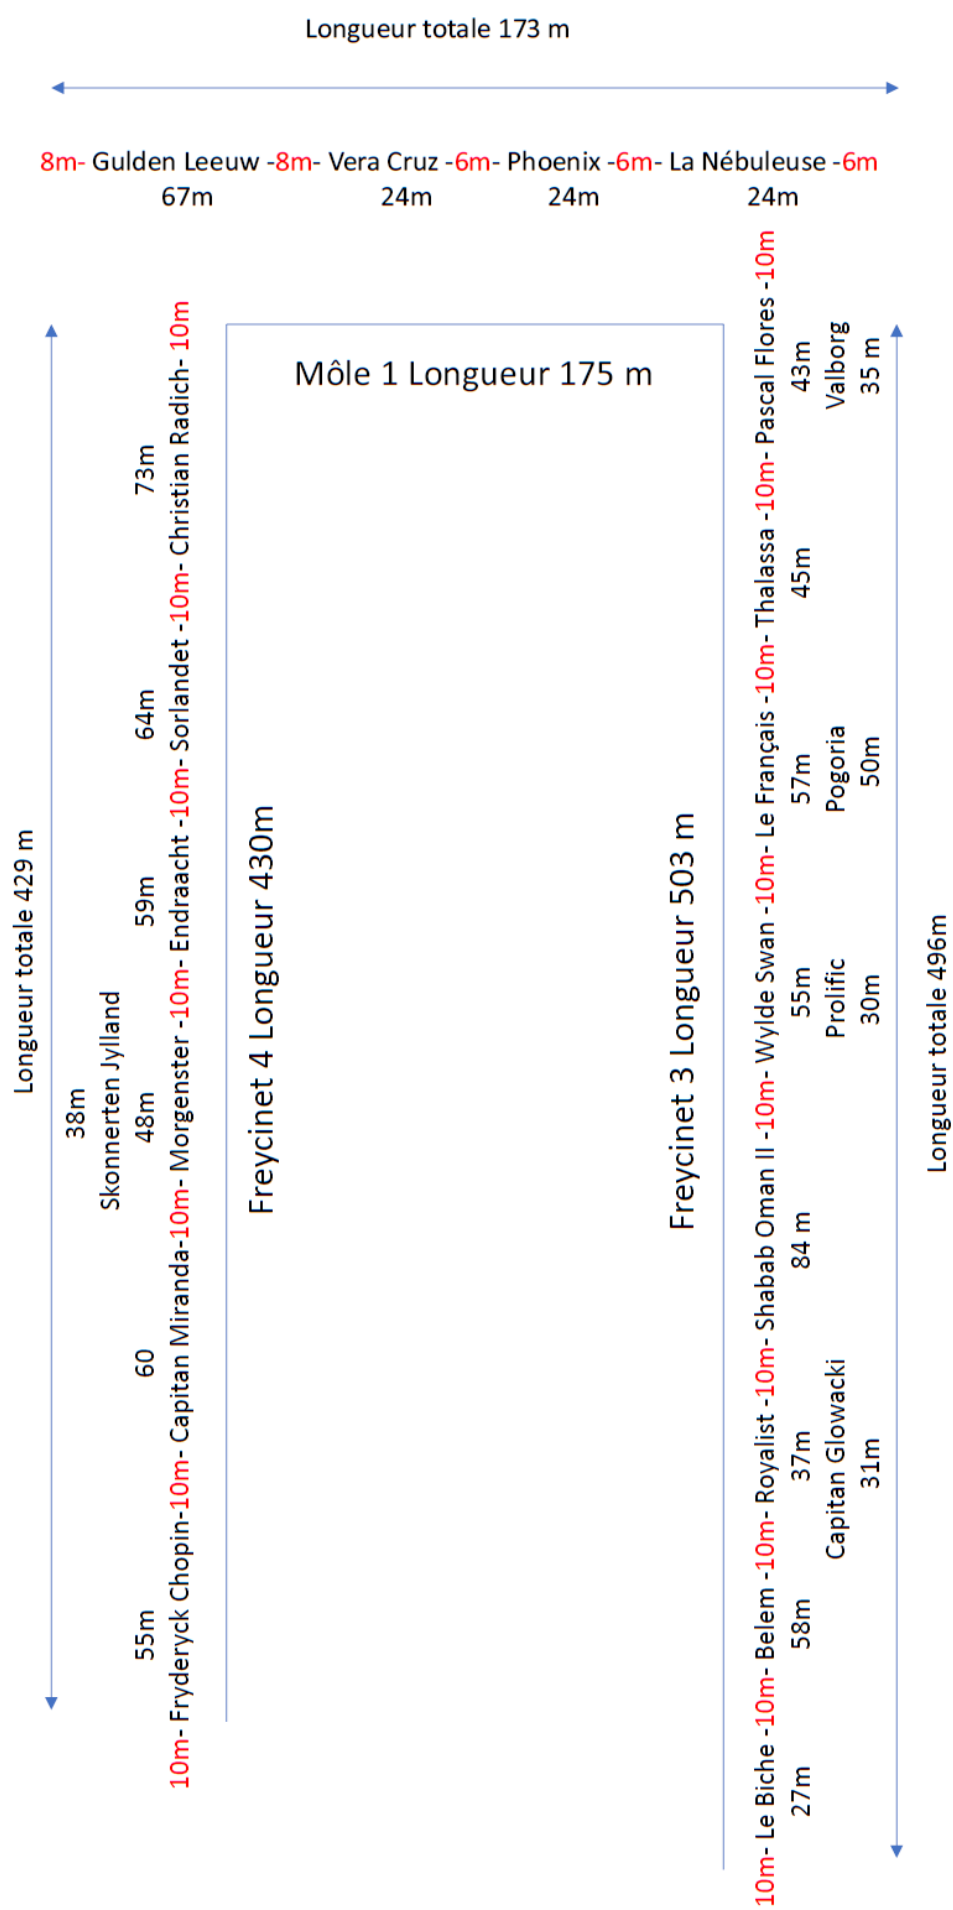 Longueur totale 173 m
8m- Gulden Leeuw -8m- Vera Cruz -6m- Phoenix -6m- La Nébuleuse -6m
67m 24m 24m 24m
Môle 1 Longueur 175 m
Longueur totale 429 m
38m
Skonnerten Jylland
55m 60 48m 59m 64m 73m
10m- Fryderyck Chopin-10m- Capitan Miranda-10m- Morgenster -10m- Endraacht -10m- Sorlandet -10m- Christian Radich- 10m
Freycinet 4 Longueur 430m
Freycinet 3 Longueur 503 m
10m- Le Biche -10m- Belem -10m- Royalist -10m- Shabab Oman II -10m- Wylde Swan -10m- Le Français -10m- Thalassa -10m- Pascal Flores -10m
27m 58m 37m 84 m 55m 57m 45m 43m
Capitan Glowacki Prolific Pogoria Valborg
31m 30m 50m 35 m
Longueur totale 496m